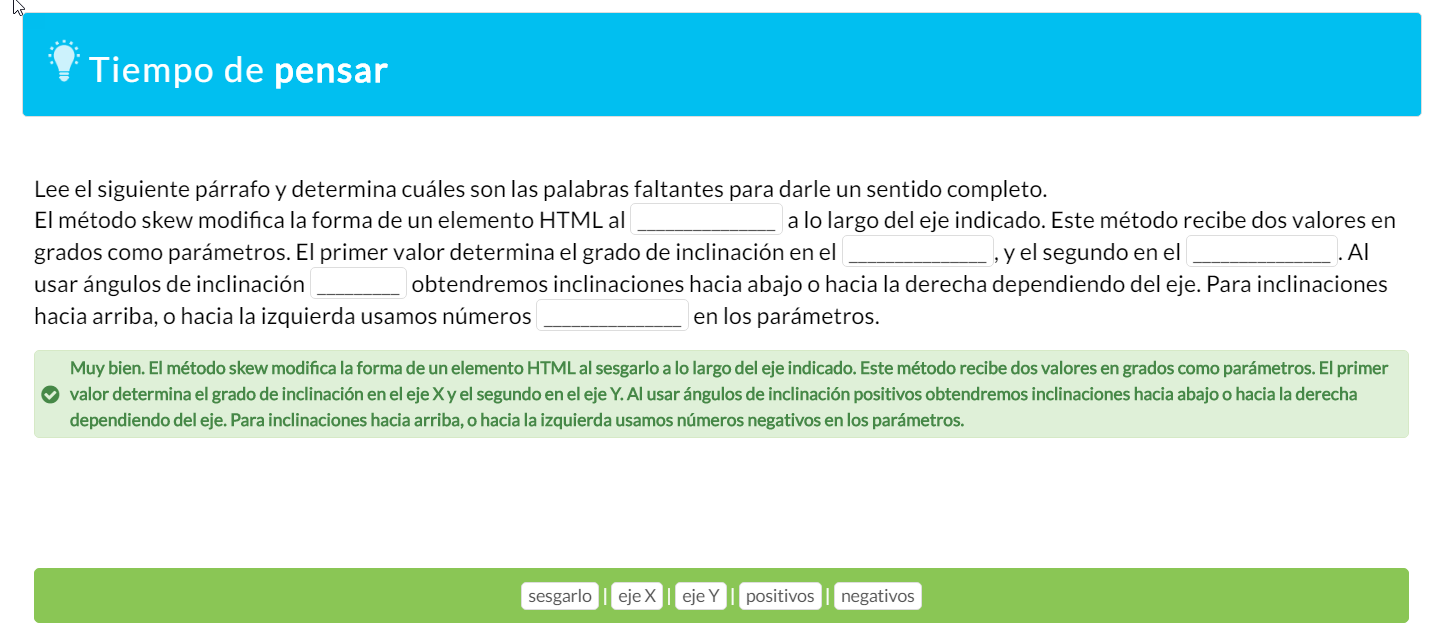 Tiempo de pensar
Lee el siguiente párrafo y determina cuáles son las palabras faltantes para darle un sentido completo.
El método skew modifica la forma de un elemento HTML al _______________ a lo largo del eje indicado. Este método recibe dos valores en
grados como parámetros. El primer valor determina el grado de inclinación en el _______________, y el segundo en el _______________. Al
usar ángulos de inclinación _________ obtendremos inclinaciones hacia abajo o hacia la derecha dependiendo del eje. Para inclinaciones
hacia arriba, o hacia la izquierda usamos números _______________ en los parámetros.
Muy bien. El método skew modifica la forma de un elemento HTML al sesgarlo a lo largo del eje indicado. Este método recibe dos valores en grados como parámetros. El primer
valor determina el grado de inclinación en el eje X y el segundo en el eje Y. Al usar ángulos de inclinación positivos obtendremos inclinaciones hacia abajo o hacia la derecha
dependiendo del eje. Para inclinaciones hacia arriba, o hacia la izquierda usamos números negativos en los parámetros.
sesgarlo | eje X | eje Y | positivos | negativos